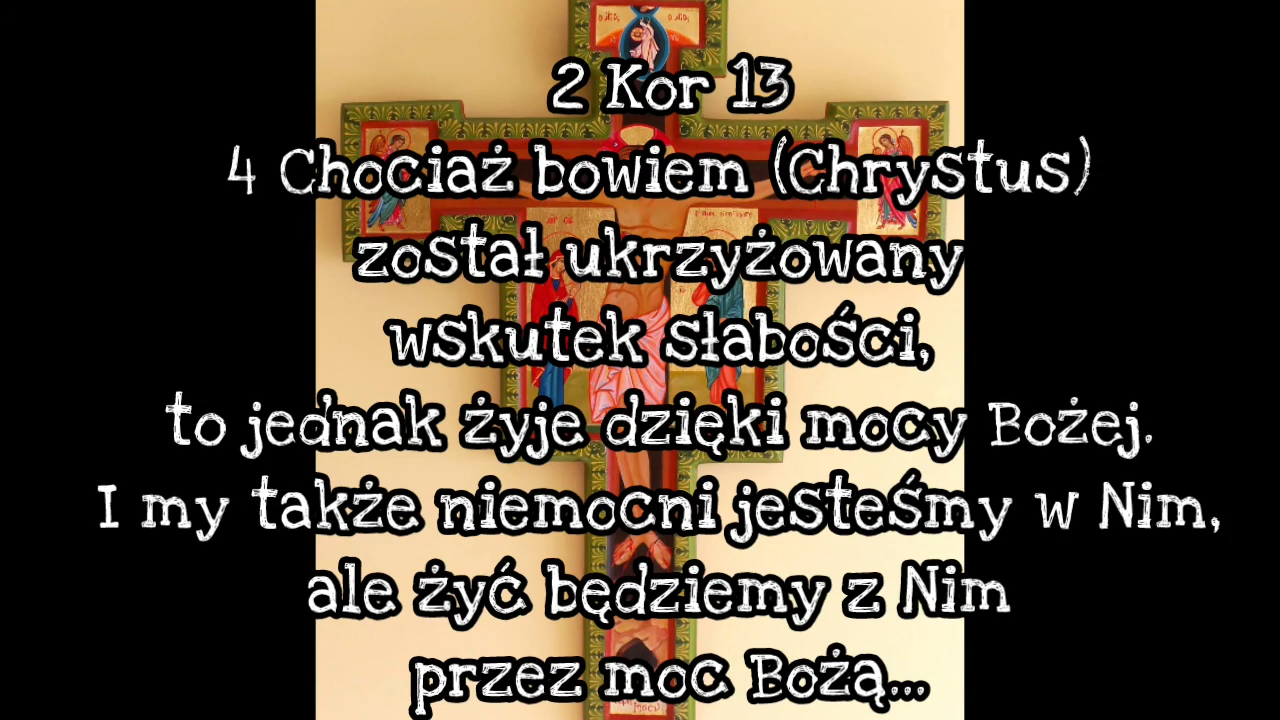 2 Kor 13
4 Chociaż bowiem (Chrystus)
został ukrzyżowany
wskutek słabości,
to jednak żyje dzięki mocy Bożej.
I my także niemocni jesteśmy w Nim,
ale żyć będziemy z Nim
przez moc Bożą...